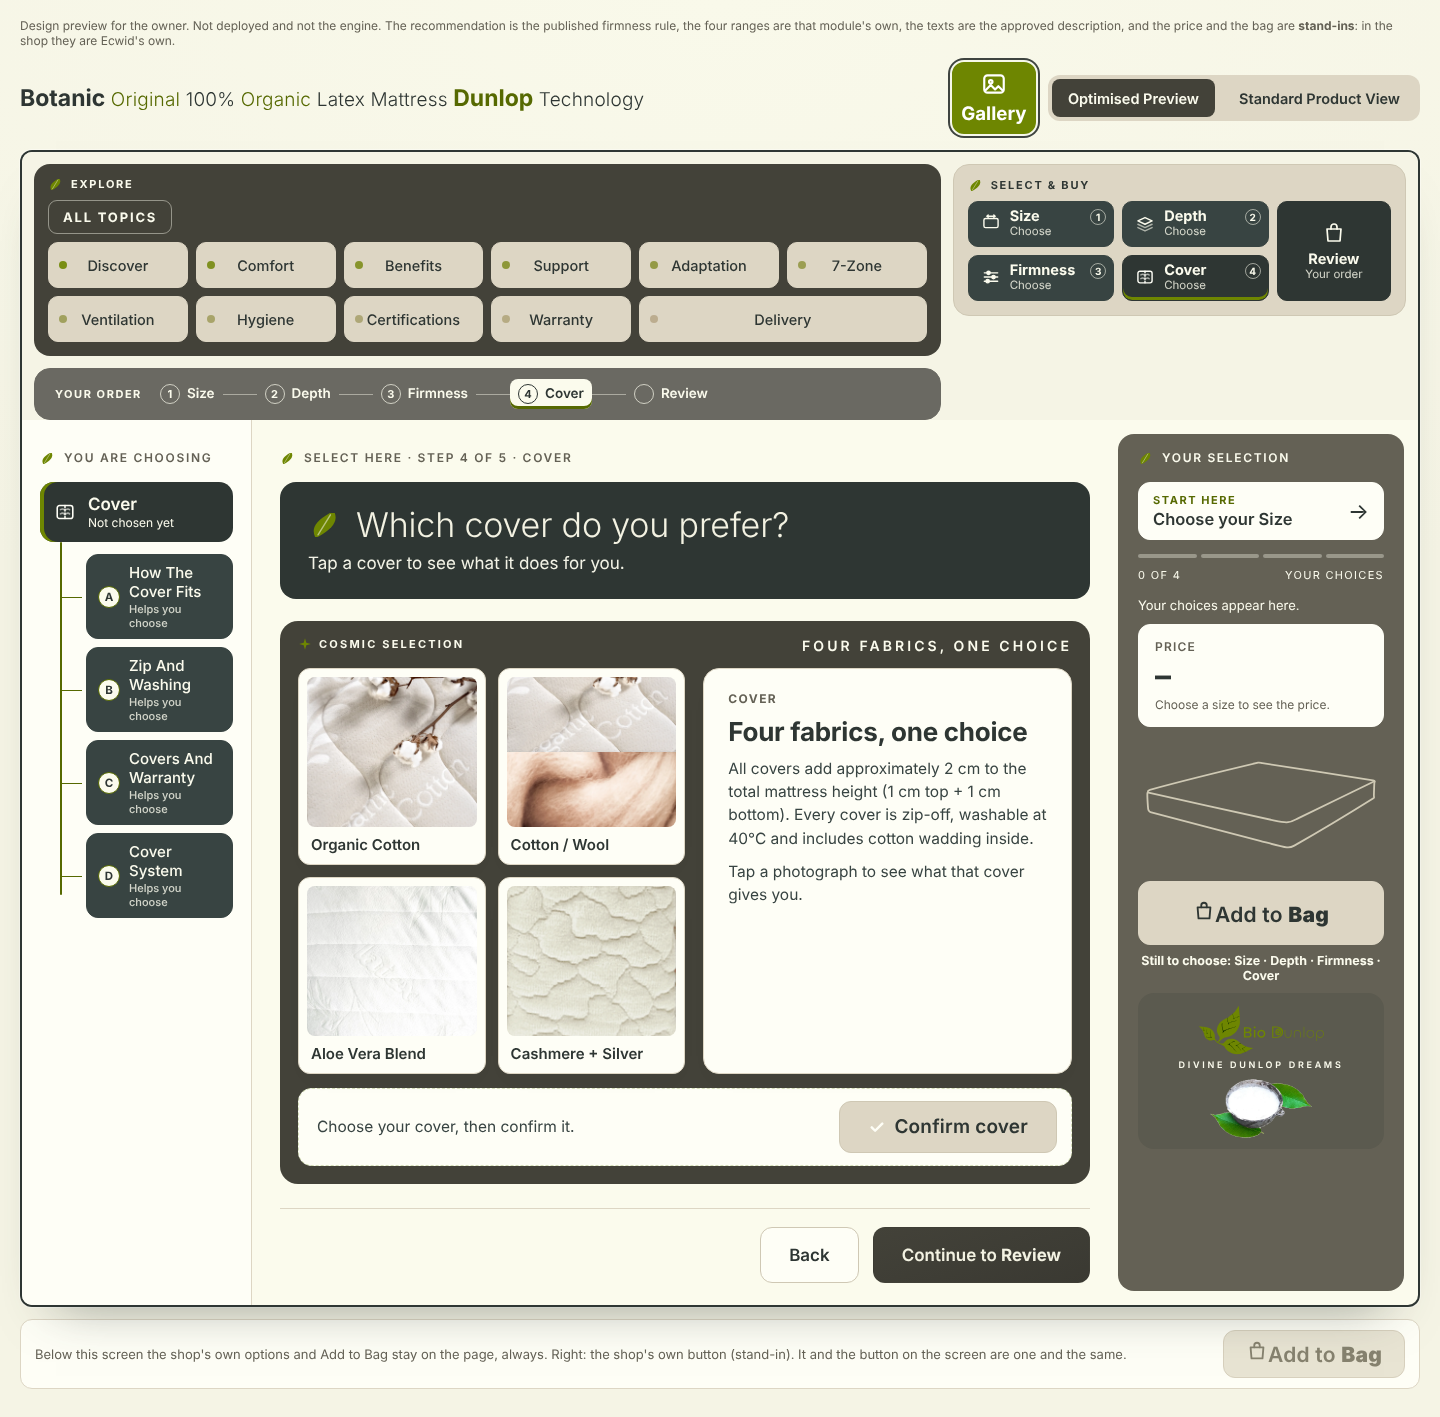 Design preview for the owner. Not deployed and not the engine. The recommendation is the published firmness rule, the four ranges are that module's own, the texts are the approved description, and the price and the bag are stand-ins: in the
shop they are Ecwid's own.
Botanic Original 100% Organic Latex Mattress Dunlop Technology
Gallery
Optimised Preview
Standard Product View
EXPLORE
ALL TOPICS
Discover
Comfort
Benefits
Support
Adaptation
7-Zone
Ventilation
Hygiene
Certifications
Warranty
Delivery
SELECT & BUY
Size
Choose
1
Depth
Choose
2
Firmness
Choose
3
Cover
Choose
4
Review
Your order
YOUR ORDER
1 Size
2 Depth
3 Firmness
4 Cover
Review
YOU ARE CHOOSING
Cover
Not chosen yet
A
How The
Cover Fits
Helps you
choose
B
Zip And
Washing
Helps you
choose
C
Covers And
Warranty
Helps you
choose
D
Cover
System
Helps you
choose
SELECT HERE · STEP 4 OF 5 · COVER
Which cover do you prefer?
Tap a cover to see what it does for you.
COSMIC SELECTION
FOUR FABRICS, ONE CHOICE
Organic Cotton
Cotton / Wool
Aloe Vera Blend
Cashmere + Silver
COVER
Four fabrics, one choice
All covers add approximately 2 cm to the
total mattress height (1 cm top + 1 cm
bottom). Every cover is zip-off, washable at
40°C and includes cotton wadding inside.
Tap a photograph to see what that cover
gives you.
Choose your cover, then confirm it.
Confirm cover
Back
Continue to Review
YOUR SELECTION
START HERE
Choose your Size
0 OF 4
YOUR CHOICES
Your choices appear here.
PRICE
–
Choose a size to see the price.
Add to Bag
Still to choose: Size · Depth · Firmness ·
Cover
Bio Dunlop
DIVINE DUNLOP DREAMS
Below this screen the shop's own options and Add to Bag stay on the page, always. Right: the shop's own button (stand-in). It and the button on the screen are one and the same.
Add to Bag